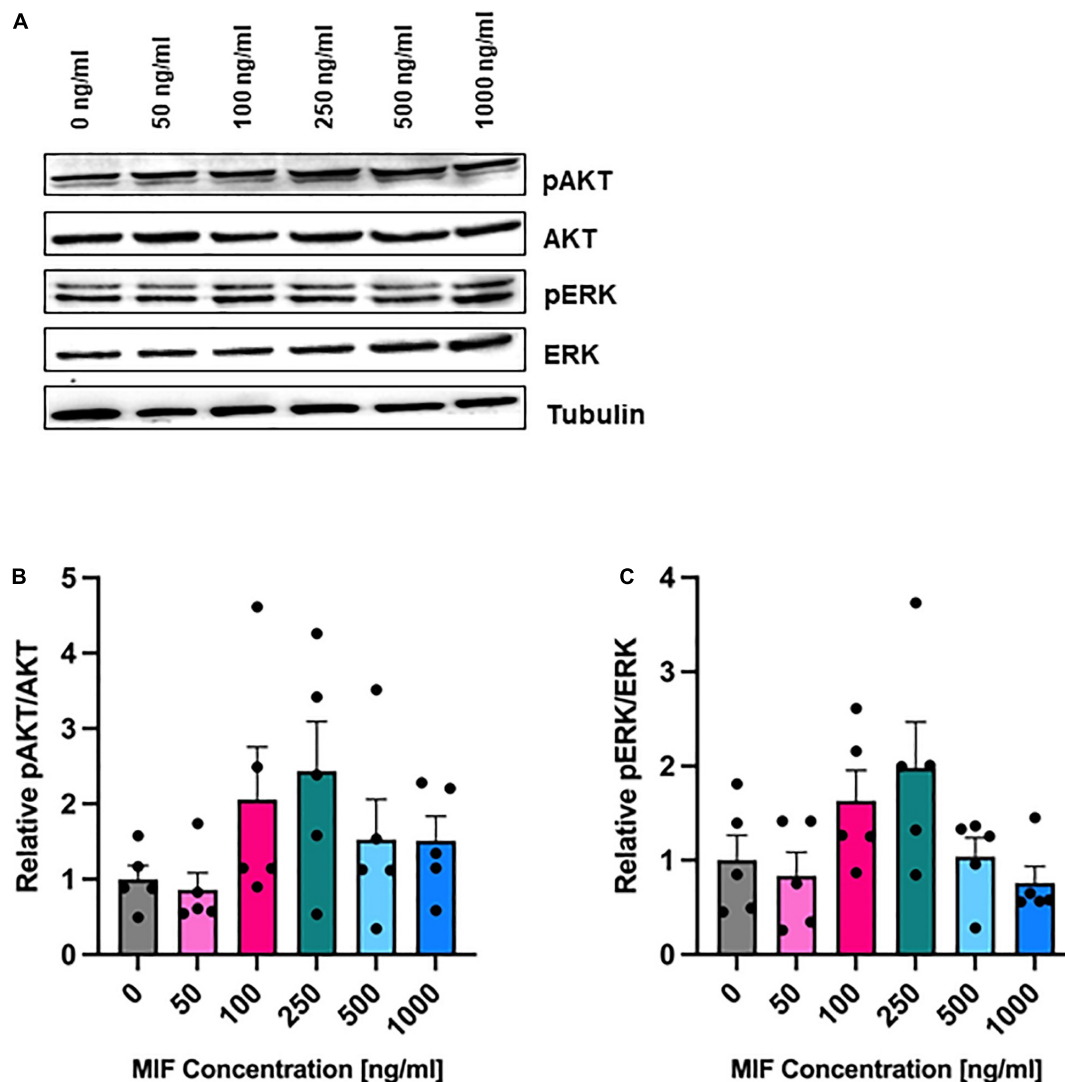 A
0 ng/ml
50 ng/ml
100 ng/ml
250 ng/ml
500 ng/ml
1000 ng/ml
pAKT
AKT
pERK
ERK
Tubulin
B
Relative pAKT/AKT
5
4
3
2
1
0
0
50
100
250
500
1000
MIF Concentration [ng/ml]
C
Relative pERK/ERK
4
3
2
1
0
0
50
100
250
500
1000
MIF Concentration [ng/ml]